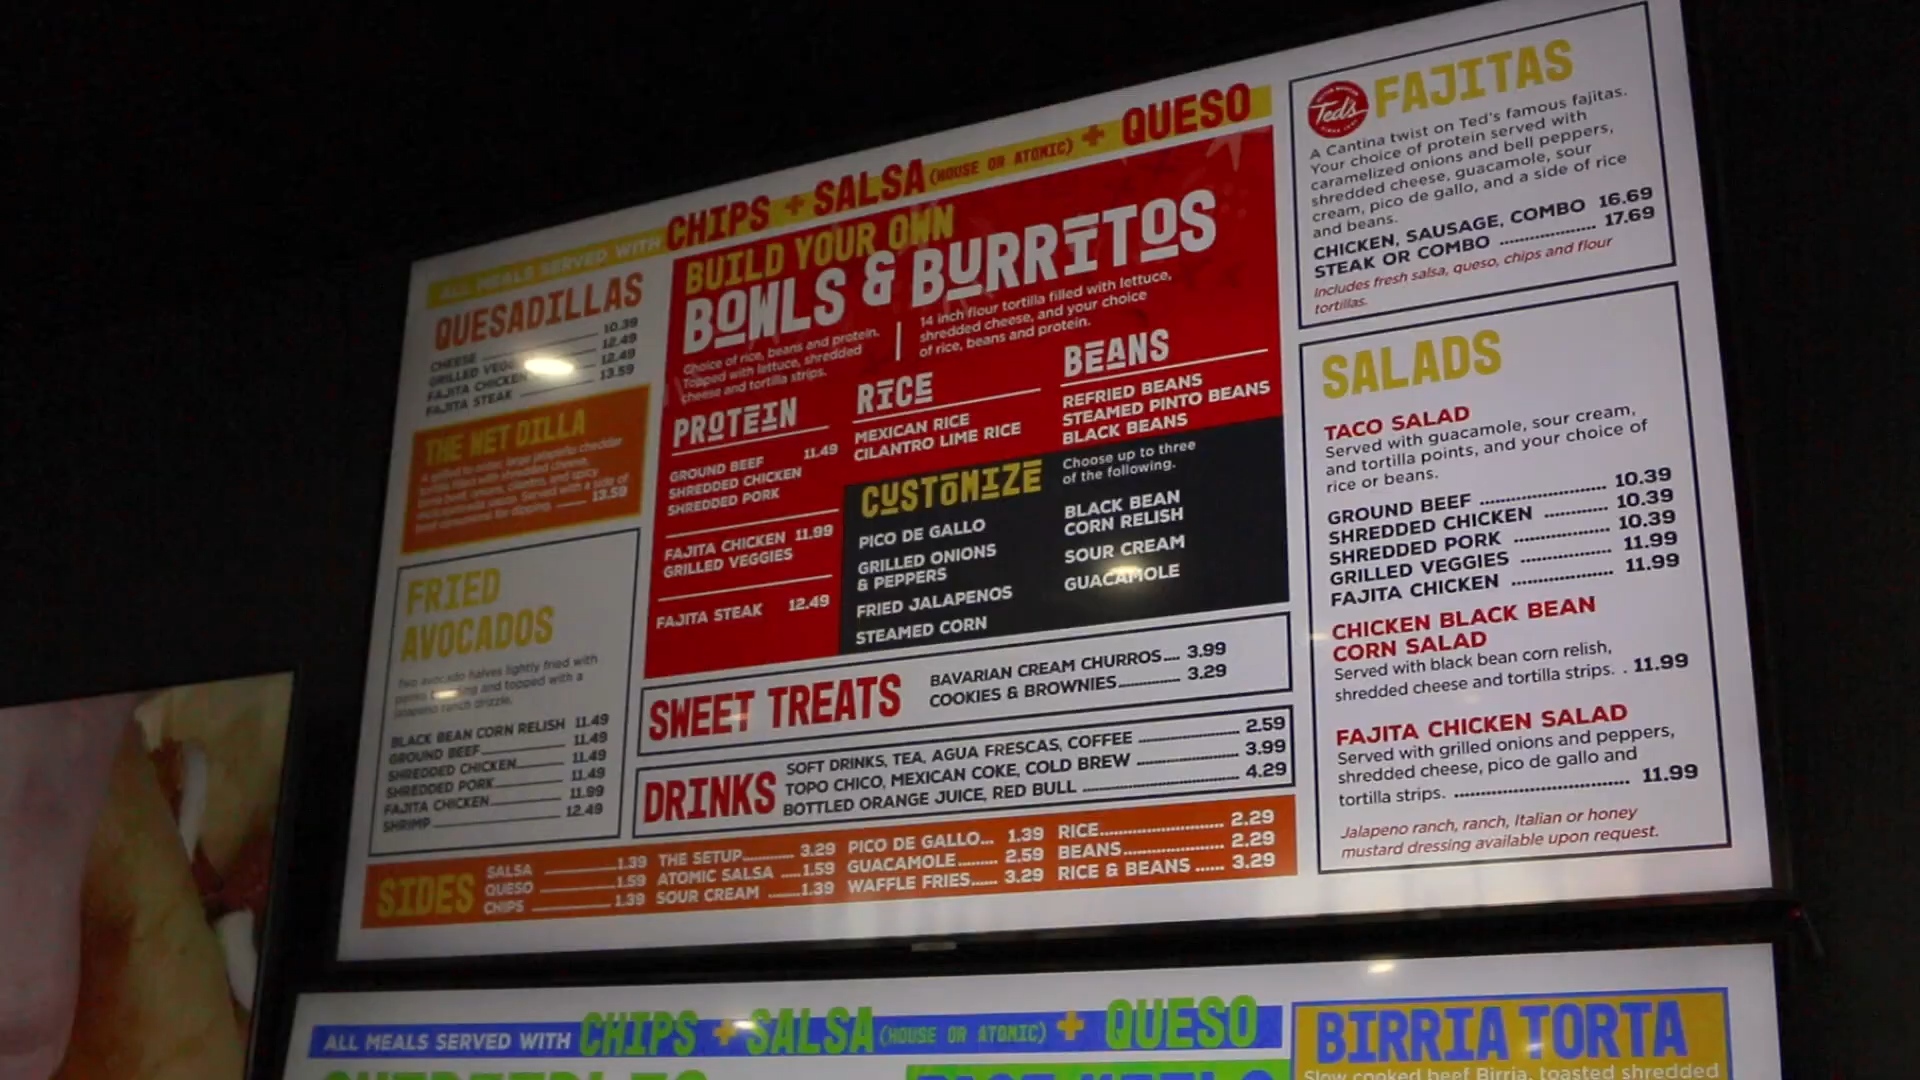 ALL MEALS SERVED WITH CHIPS + SALSA (HOUSE OR ATOMIC) + QUESO
QUESADILLAS
CHEESE 10.39
GRILLED 12.49
FAJITA CHICKEN 12.49
FAJITA STEAK 13.59
THE WET DILLA
13.59
FRIED
AVOCADOS
Two avocado halves lightly fried with
and topped with a
jalapeno ranch drizzle.
BLACK BEAN CORN RELISH 11.49
GROUND BEEF 11.49
SHREDDED CHICKEN 11.49
SHREDDED PORK 11.49
FAJITA CHICKEN 11.99
SHRIMP 12.49
BUILD YOUR OWN
BOWLS & BURRITOS
Choice of rice, beans and protein.
Topped with lettuce, shredded
cheese and tortilla strips.
14 inch flour tortilla filled with lettuce,
shredded cheese, and your choice
of rice, beans and protein.
PROTEIN
GROUND BEEF 11.49
SHREDDED CHICKEN
SHREDDED PORK
FAJITA CHICKEN 11.99
GRILLED VEGGIES
FAJITA STEAK 12.49
RICE
MEXICAN RICE
CILANTRO LIME RICE
BEANS
REFRIED BEANS
STEAMED PINTO BEANS
BLACK BEANS
CUSTOMIZE
Choose up to three
of the following.
PICO DE GALLO
GRILLED ONIONS
& PEPPERS
FRIED JALAPENOS
STEAMED CORN
BLACK BEAN
CORN RELISH
SOUR CREAM
GUACAMOLE
SWEET TREATS
BAVARIAN CREAM CHURROS.... 3.99
COOKIES & BROWNIES............. 3.29
DRINKS
SOFT DRINKS, TEA, AGUA FRESCAS, COFFEE .................. 2.59
TOPO CHICO, MEXICAN COKE, COLD BREW .................. 3.99
BOTTLED ORANGE JUICE, RED BULL .......................... 4.29
SIDES
SALSA 1.39
QUESO 1.59
CHIPS 1.39
THE SETUP........... 3.29
ATOMIC SALSA ..... 1.59
SOUR CREAM ....... 1.39
PICO DE GALLO... 1.39
GUACAMOLE........ 2.59
WAFFLE FRIES...... 3.29
RICE........................... 2.29
BEANS...................... 2.29
RICE & BEANS ...... 3.29
Ted's
FAJITAS
A Cantina twist on Ted's famous fajitas.
Your choice of protein served with
caramelized onions and bell peppers,
shredded cheese, guacamole, sour
cream, pico de gallo, and a side of rice
and beans.
CHICKEN, SAUSAGE, COMBO 16.69
STEAK OR COMBO .................... 17.69
Includes fresh salsa, queso, chips and flour
tortillas.
SALADS
TACO SALAD
Served with guacamole, sour cream,
and tortilla points, and your choice of
rice or beans.
GROUND BEEF ........................ 10.39
SHREDDED CHICKEN ............ 10.39
SHREDDED PORK .................. 10.39
GRILLED VEGGIES ................. 11.99
FAJITA CHICKEN .................... 11.99
CHICKEN BLACK BEAN
CORN SALAD
Served with black bean corn relish,
shredded cheese and tortilla strips. . 11.99
FAJITA CHICKEN SALAD
Served with grilled onions and peppers,
shredded cheese, pico de gallo and
tortilla strips. .................................. 11.99
Jalapeno ranch, ranch, Italian or honey
mustard dressing available upon request.
ALL MEALS SERVED WITH CHIPS + SALSA (HOUSE OR ATOMIC) + QUESO
BIRRIA TORTA
Slow cooked beef Birria, toasted shredded